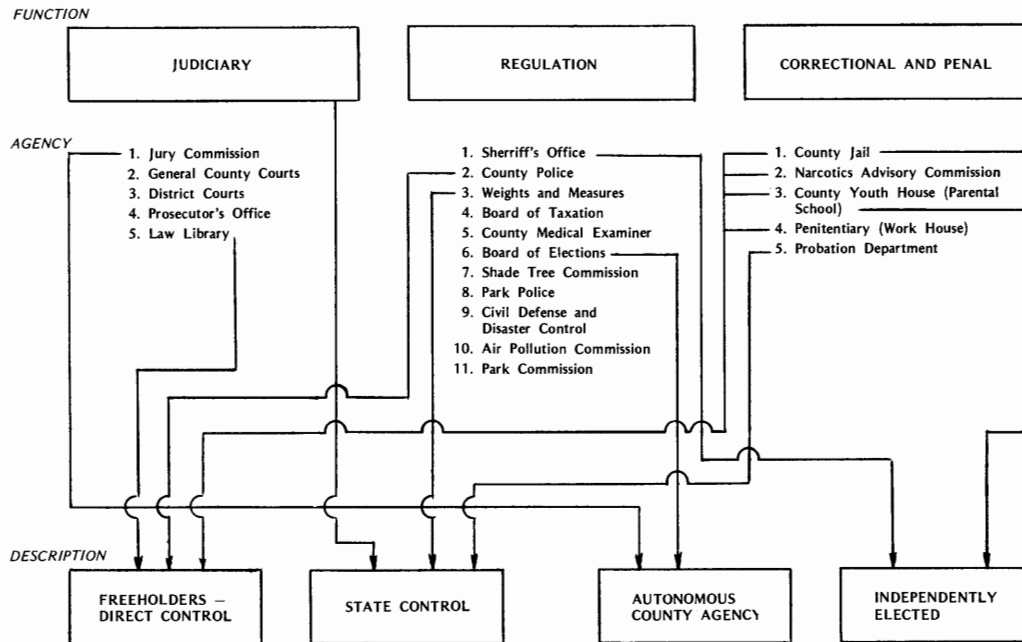 FUNCTION
JUDICIARY
REGULATION
CORRECTIONAL AND PENAL
AGENCY
1. Jury Commission
2. General County Courts
3. District Courts
4. Prosecutor's Office
5. Law Library
1. Sherriff's Office
2. County Police
3. Weights and Measures
4. Board of Taxation
5. County Medical Examiner
6. Board of Elections
7. Shade Tree Commission
8. Park Police
9. Civil Defense and
Disaster Control
10. Air Pollution Commission
11. Park Commission
1. County Jail
2. Narcotics Advisory Commission
3. County Youth House (Parental
School)
4. Penitentiary (Work House)
5. Probation Department
DESCRIPTION
FREEHOLDERS —
DIRECT CONTROL
STATE CONTROL
AUTONOMOUS
COUNTY AGENCY
INDEPENDENTLY
ELECTED